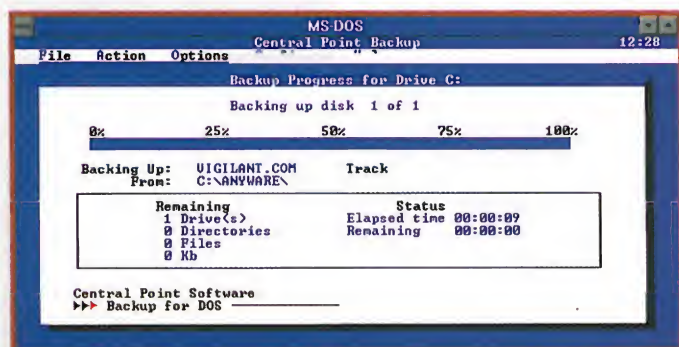 MS-DOS
Central Point Backup 12:28
File Action Options
Backup Progress for Drive C:
Backing up disk 1 of 1
0% 25% 50% 75% 100%
Backing Up: VIGILANT.COM Track
From: C:\ANYWARE\
Remaining Status
1 Drive(s) Elapsed time 00:00:09
0 Directories Remaining 00:00:00
0 Files
0 Kb
Central Point Software
►►► Backup for DOS